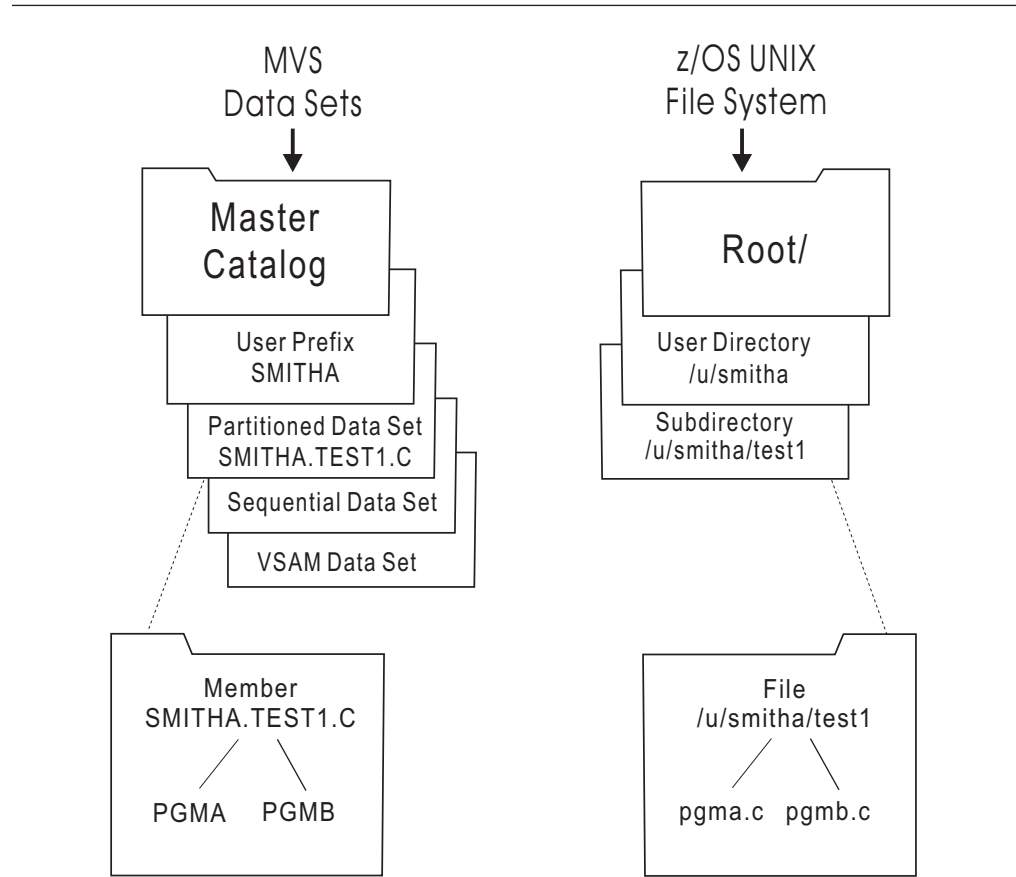 MVS
Data Sets
Master
Catalog
User Prefix
SMITHA
Partitioned Data Set
SMITHA.TEST1.C
Sequential Data Set
VSAM Data Set
Member
SMITHA.TEST1.C
PGMA PGMB
z/OS UNIX
File System
Root/
User Directory
/u/smitha
Subdirectory
/u/smitha/test1
File
/u/smitha/test1
pgma.c pgmb.c